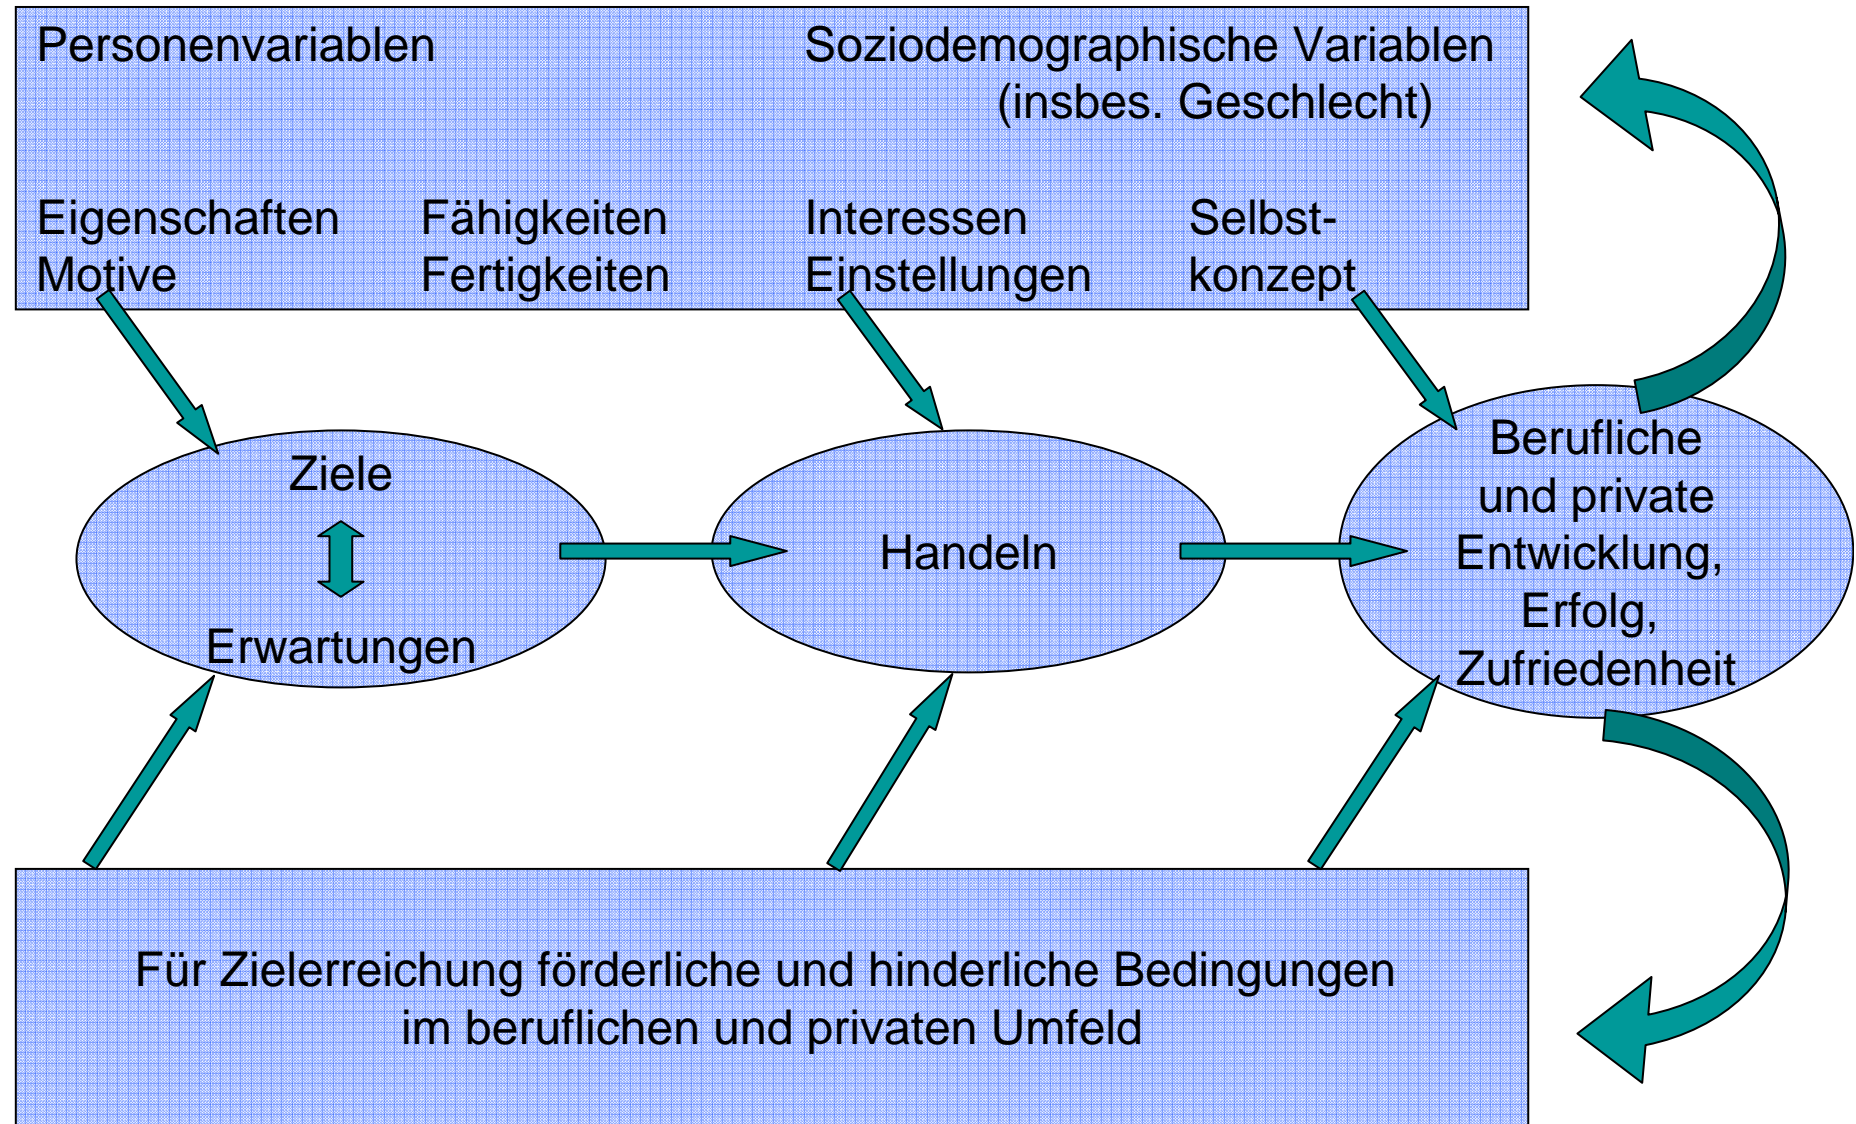 Personenvariablen Soziodemographische Variablen
(insbes. Geschlecht)
Eigenschaften Fähigkeiten Interessen Selbst-
Motive Fertigkeiten Einstellungen konzept
Ziele
Erwartungen
Handeln
Berufliche
und private
Entwicklung,
Erfolg,
Zufriedenheit
Für Zielerreichung förderliche und hinderliche Bedingungen
im beruflichen und privaten Umfeld